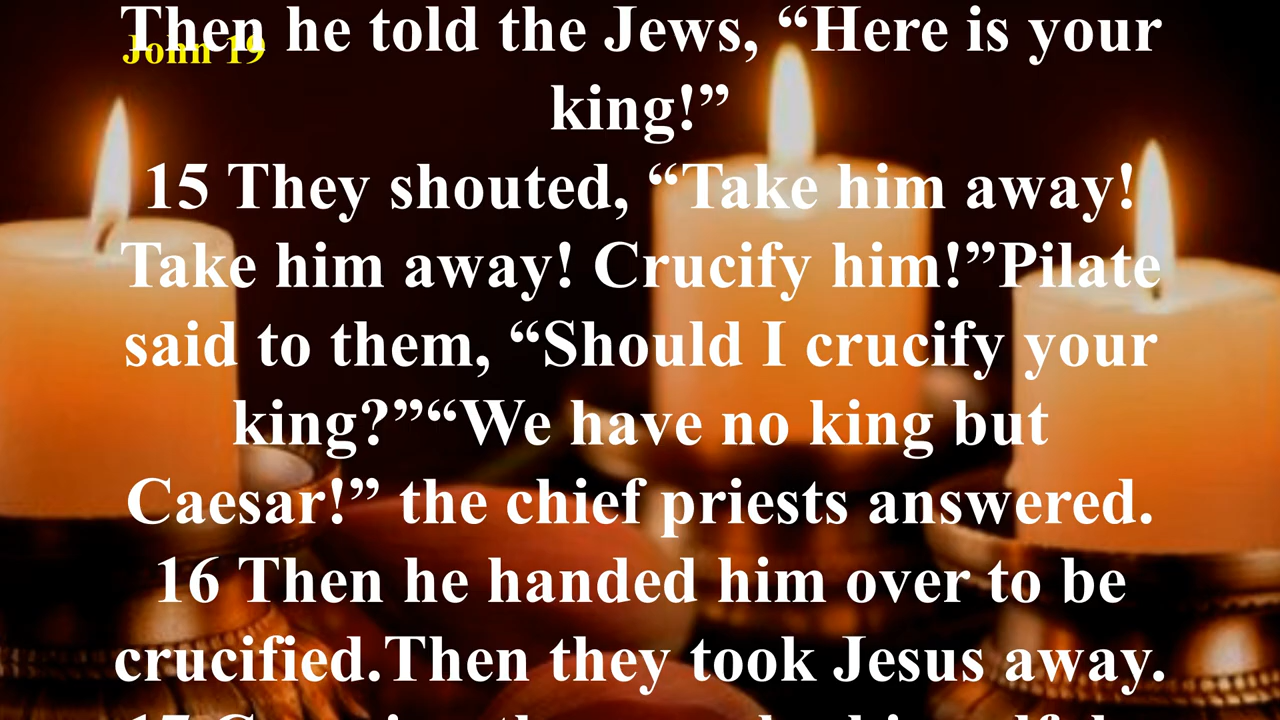 Then he told the Jews, “Here is your
John 19
king!”
15 They shouted, “Take him away!
Take him away! Crucify him!”Pilate
said to them, “Should I crucify your
king?”“We have no king but
Caesar!” the chief priests answered.
16 Then he handed him over to be
crucified.Then they took Jesus away.